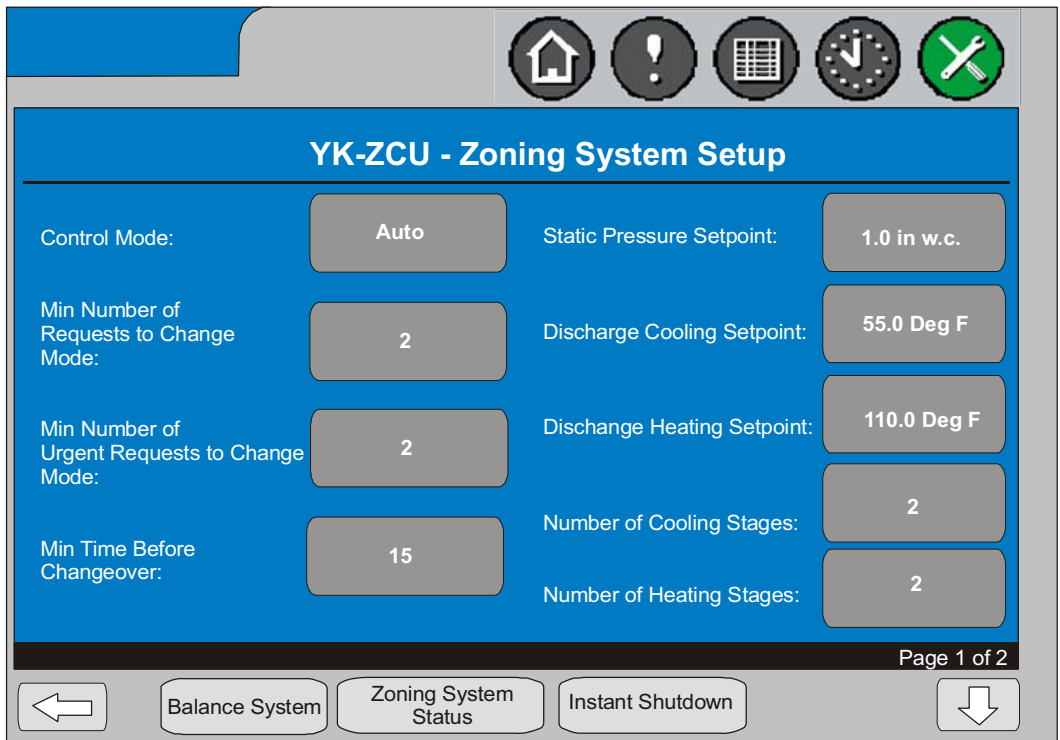 YK-ZCU - Zoning System Setup
Control Mode:
Auto
Min Number of
Requests to Change
Mode:
2
Min Number of
Urgent Requests to Change
Mode:
2
Min Time Before
Changeover:
15
Static Pressure Setpoint:
1.0 in w.c.
Discharge Cooling Setpoint:
55.0 Deg F
Dischange Heating Setpoint:
110.0 Deg F
Number of Cooling Stages:
2
Number of Heating Stages:
2
Page 1 of 2
Balance System
Zoning System
Status
Instant Shutdown